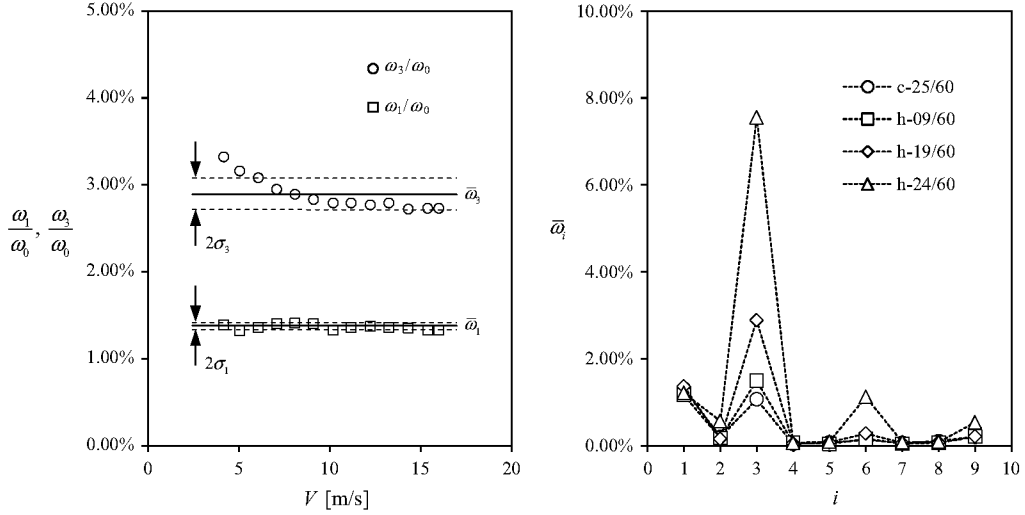 5.00%
4.00%
3.00%
2.00%
1.00%
0.00%
ω₁/ω₀, ω₃/ω₀
ω₃/ω₀
ω₁/ω₀
ω̅₃
2σ₃
ω̅₁
2σ₁
0 5 10 15 20
V [m/s]
10.00%
8.00%
6.00%
4.00%
2.00%
0.00%
ω̅ᵢ
c-25/60
h-09/60
h-19/60
h-24/60
0 1 2 3 4 5 6 7 8 9 10
i